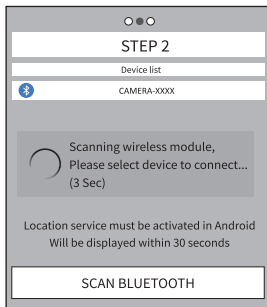 STEP 2
Device list
CAMERA-XXXX
Scanning wireless module,
Please select device to connect...
(3 Sec)
Location service must be activated in Android
Will be displayed within 30 seconds
SCAN BLUETOOTH